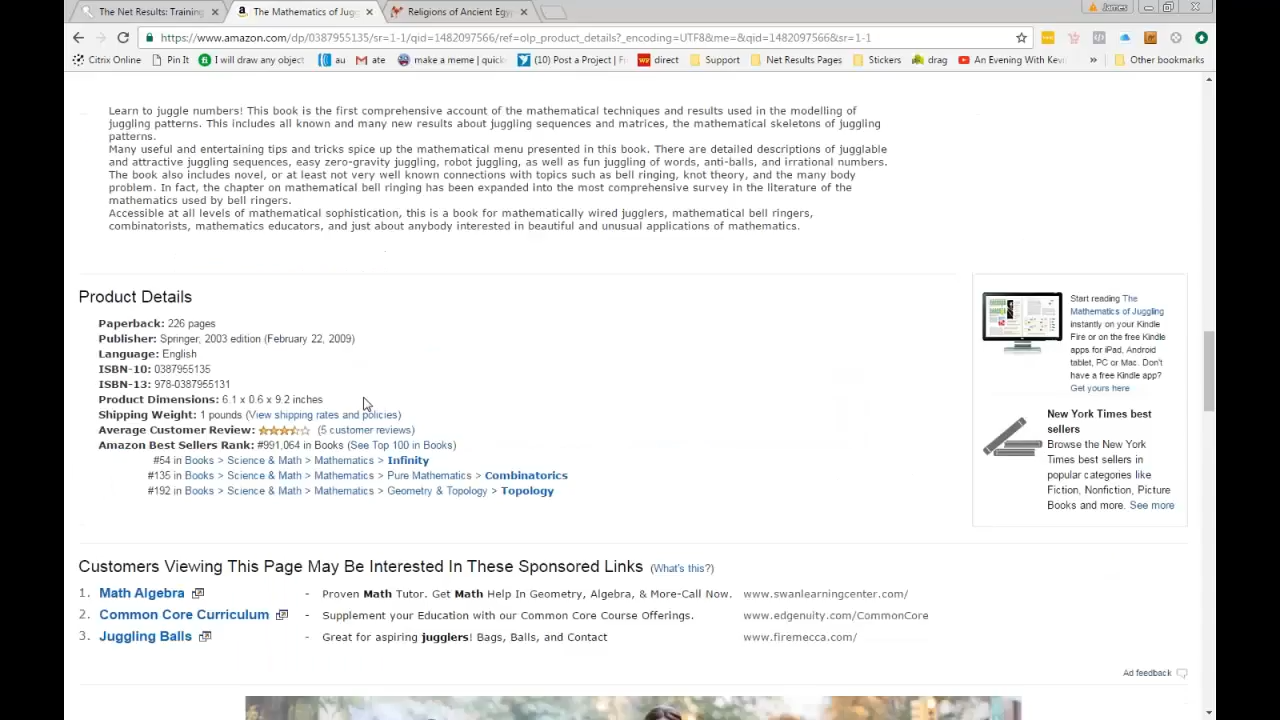 The Net Results: Training
The Mathematics of Jugg
Religions of Ancient Egy
James
https://www.amazon.com/dp/0387955135/sr=1-1/qid=1482097566/ref=olp_product_details?_encoding=UTF8&me=&qid=1482097566&sr=1-1
Citrix Online
Pin It
I will draw any object
au
ate
make a meme | quick
(10) Post a Project | Fr
direct
Support
Net Results Pages
Stickers
drag
An Evening With Kevi
»
Other bookmarks
Learn to juggle numbers! This book is the first comprehensive account of the mathematical techniques and results used in the modelling of
juggling patterns. This includes all known and many new results about juggling sequences and matrices, the mathematical skeletons of juggling
patterns.
Many useful and entertaining tips and tricks spice up the mathematical menu presented in this book. There are detailed descriptions of jugglable
and attractive juggling sequences, easy zero-gravity juggling, robot juggling, as well as fun juggling of words, anti-balls, and irrational numbers.
The book also includes novel, or at least not very well known connections with topics such as bell ringing, knot theory, and the many body
problem. In fact, the chapter on mathematical bell ringing has been expanded into the most comprehensive survey in the literature of the
mathematics used by bell ringers.
Accessible at all levels of mathematical sophistication, this is a book for mathematically wired jugglers, mathematical bell ringers,
combinatorists, mathematics educators, and just about anybody interested in beautiful and unusual applications of mathematics.
Product Details
Paperback: 226 pages
Publisher: Springer, 2003 edition (February 22, 2009)
Language: English
ISBN-10: 0387955135
ISBN-13: 978-0387955131
Product Dimensions: 6.1 x 0.6 x 9.2 inches
Shipping Weight: 1 pounds (View shipping rates and policies)
Average Customer Review: (5 customer reviews)
Amazon Best Sellers Rank: #991,064 in Books (See Top 100 in Books)
#54 in Books > Science & Math > Mathematics > Infinity
#135 in Books > Science & Math > Mathematics > Pure Mathematics > Combinatorics
#192 in Books > Science & Math > Mathematics > Geometry & Topology > Topology
Start reading The
Mathematics of Juggling
instantly on your Kindle
Fire or on the free Kindle
apps for iPad, Android
tablet, PC or Mac. Don't
have a free Kindle app?
Get yours here
New York Times best
sellers
Browse the New York
Times best sellers in
popular categories like
Fiction, Nonfiction, Picture
Books and more. See more
Customers Viewing This Page May Be Interested In These Sponsored Links (What's this?)
1. Math Algebra - Proven Math Tutor. Get Math Help In Geometry, Algebra, & More-Call Now. www.swanlearningcenter.com/
2. Common Core Curriculum - Supplement your Education with our Common Core Course Offerings. www.edgenuity.com/CommonCore
3. Juggling Balls - Great for aspiring jugglers! Bags, Balls, and Contact www.firemecca.com/
Ad feedback